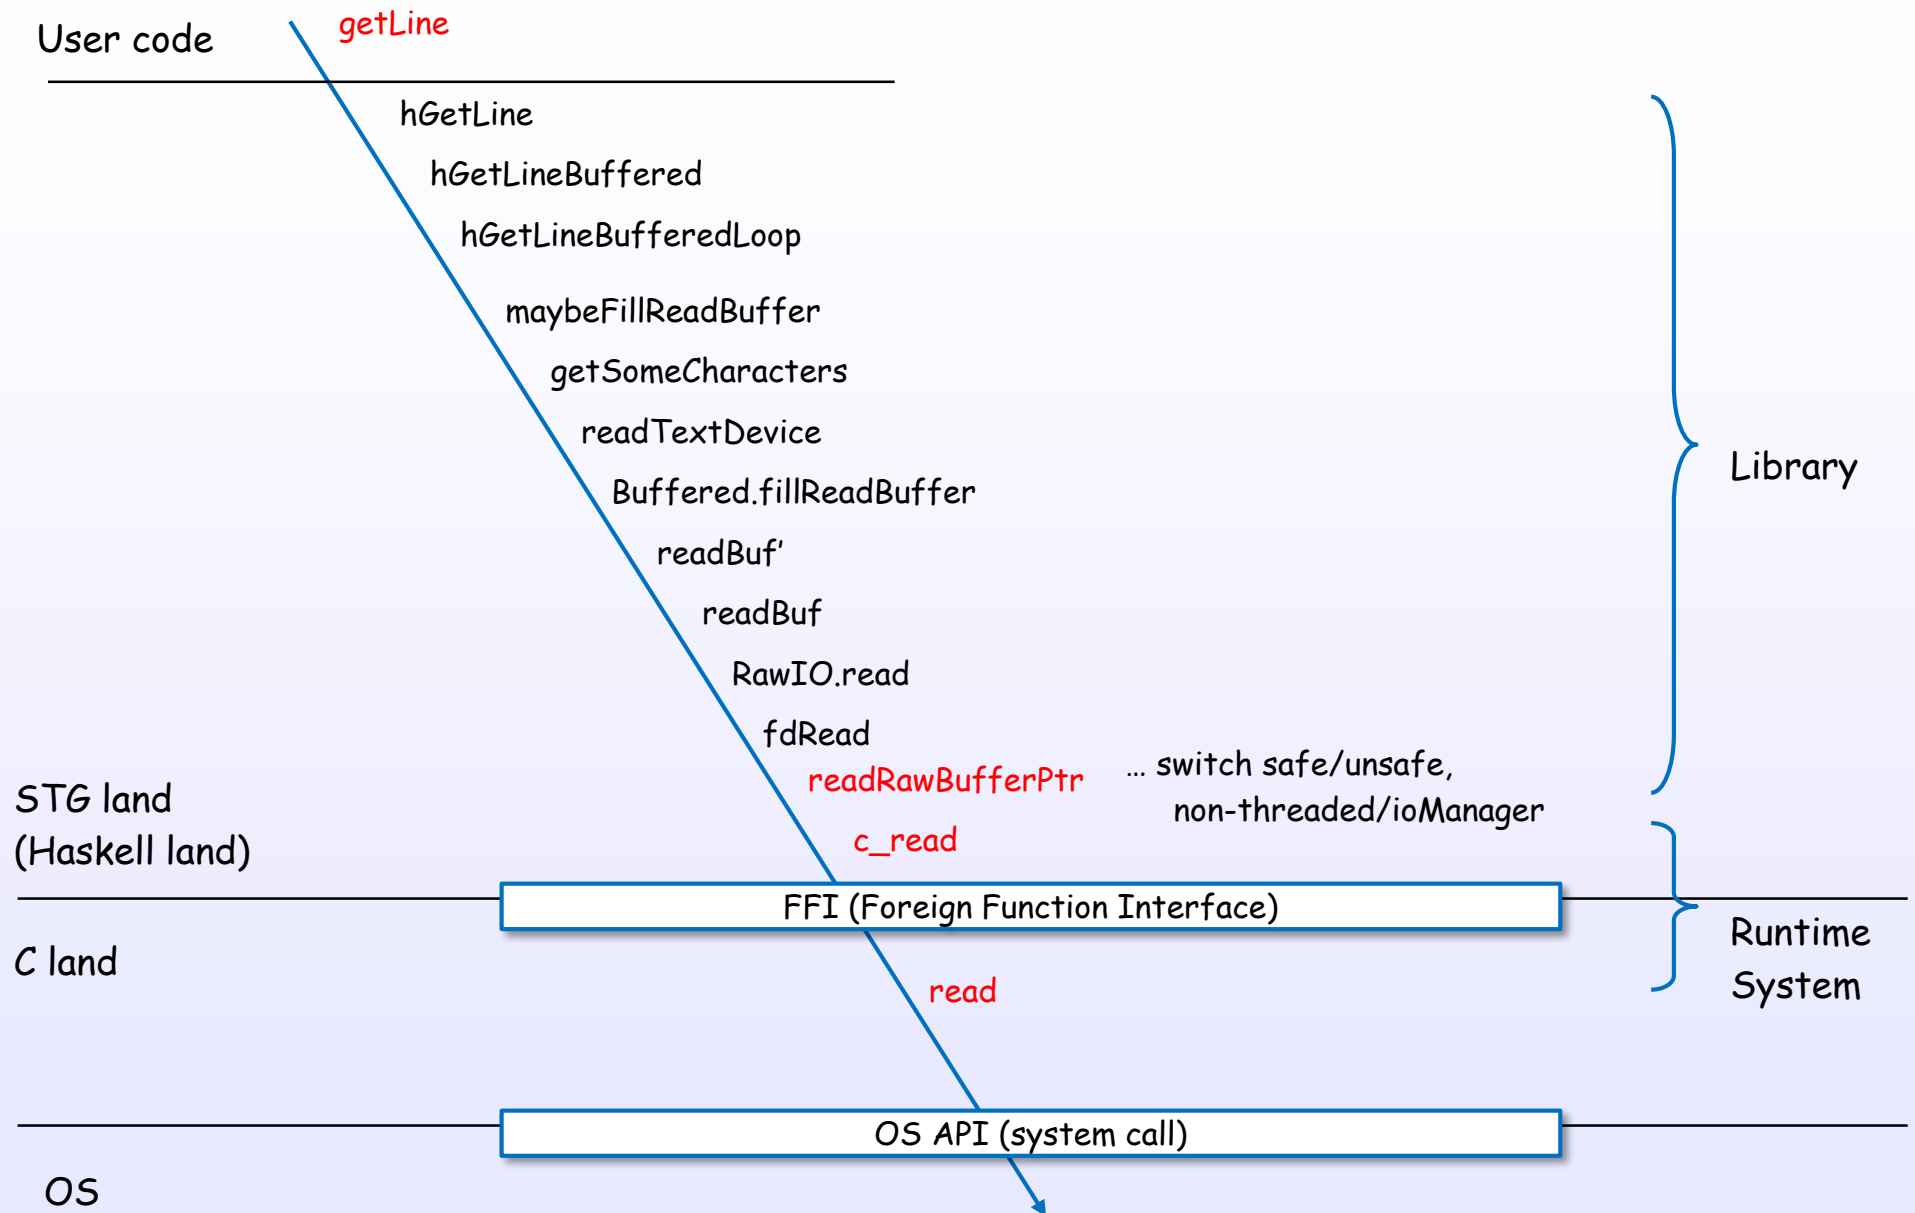 User code
getLine
hGetLine
hGetLineBuffered
hGetLineBufferedLoop
maybeFillReadBuffer
getSomeCharacters
readTextDevice
Buffered.fillReadBuffer
readBuf’
readBuf
RawIO.read
fdRead
readRawBufferPtr
... switch safe/unsafe,
non-threaded/ioManager
c_read
Library
STG land
(Haskell land)
FFI (Foreign Function Interface)
C land
Runtime
System
read
OS API (system call)
OS